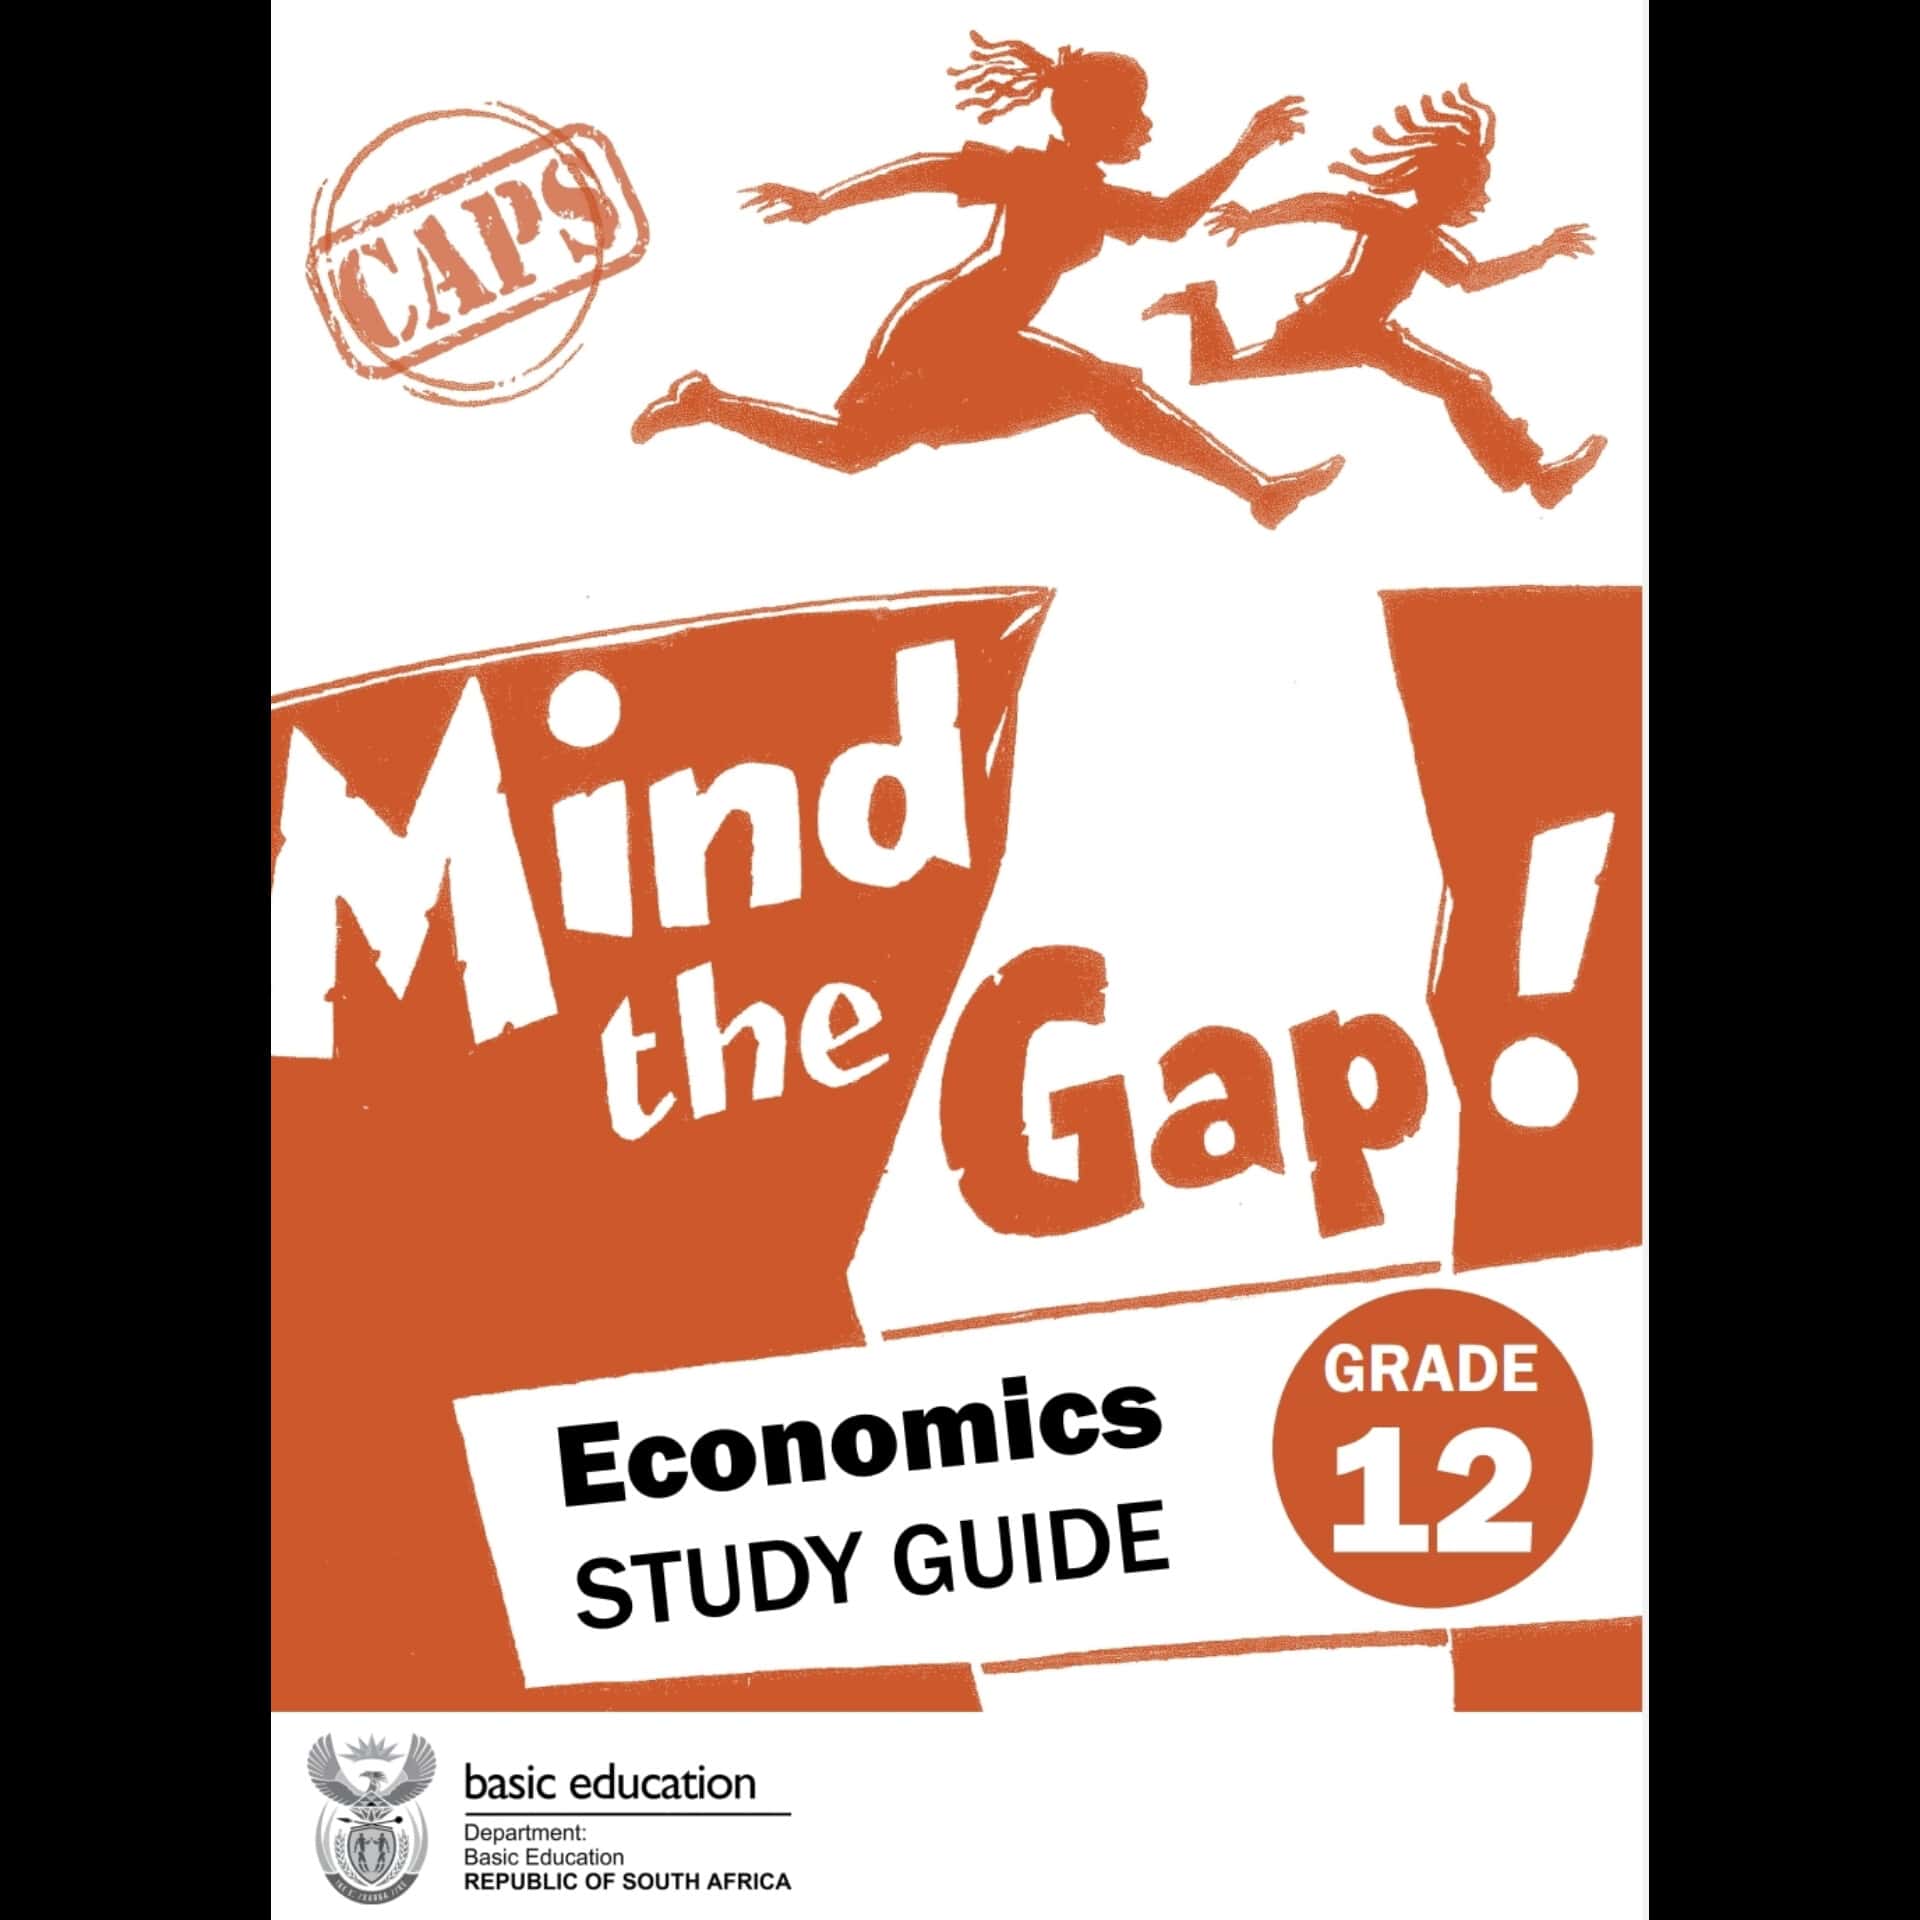 CAPS
Mind
the Gap!
Economics
STUDY GUIDE
GRADE
12
basic education
Department:
Basic Education
REPUBLIC OF SOUTH AFRICA